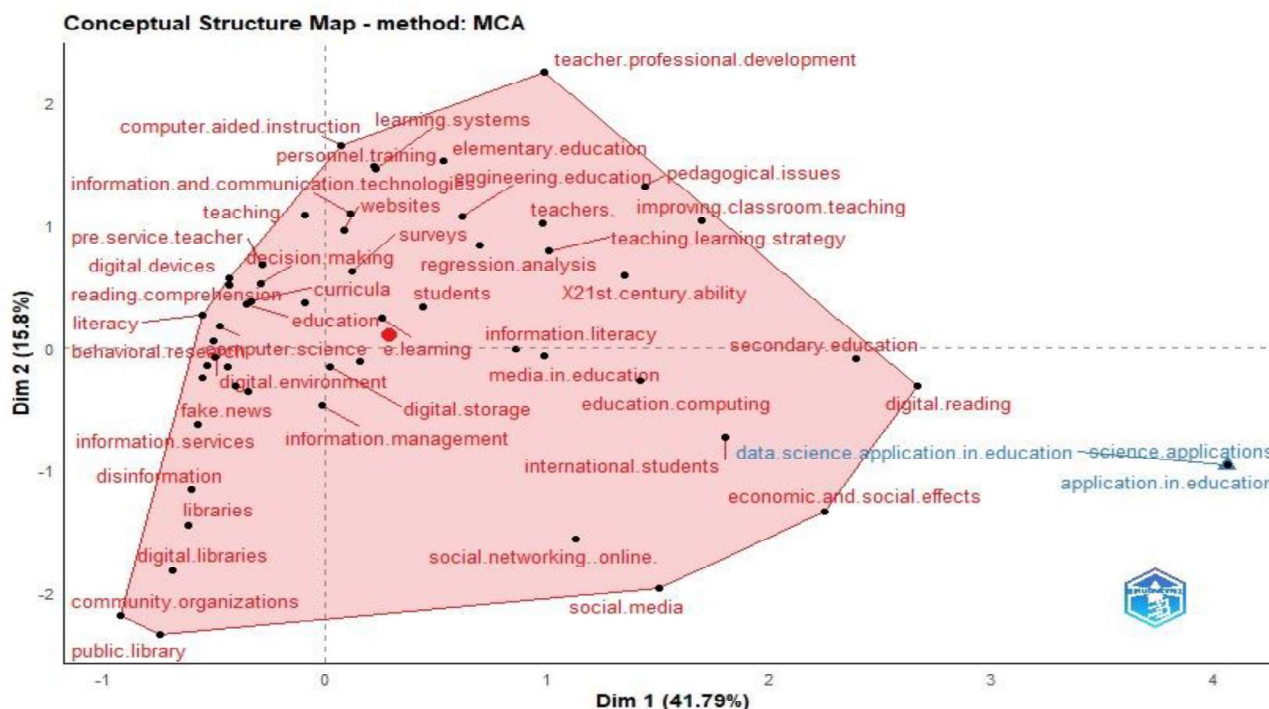 Conceptual Structure Map - method: MCA
teacher.professional.development
computer.aided.instruction
learning.systems
personnel.training
elementary.education
information.and.communication.technologies
engineering.education
pedagogical.issues
teaching
websites
teachers.
improving.classroom.teaching
pre.service.teacher
surveys
teaching.learning.strategy
decision.making
digital.devices
regression.analysis
reading.comprehension
curricula
students
X21st.century.ability
literacy
education
information.literacy
behavioral.research
computer.science
e.learning
secondary.education
digital.environment
media.in.education
fake.news
digital.storage
education.computing
digital.reading
information.services
information.management
international.students
data.science.application.in.education
science.applications
application.in.education
disinformation
economic.and.social.effects
libraries
digital.libraries
social.networking..online.
community.organizations
social.media
public.library
2
1
0
-1
-2
Dim 2 (15.8%)
-1
0
1
2
3
4
Dim 1 (41.79%)